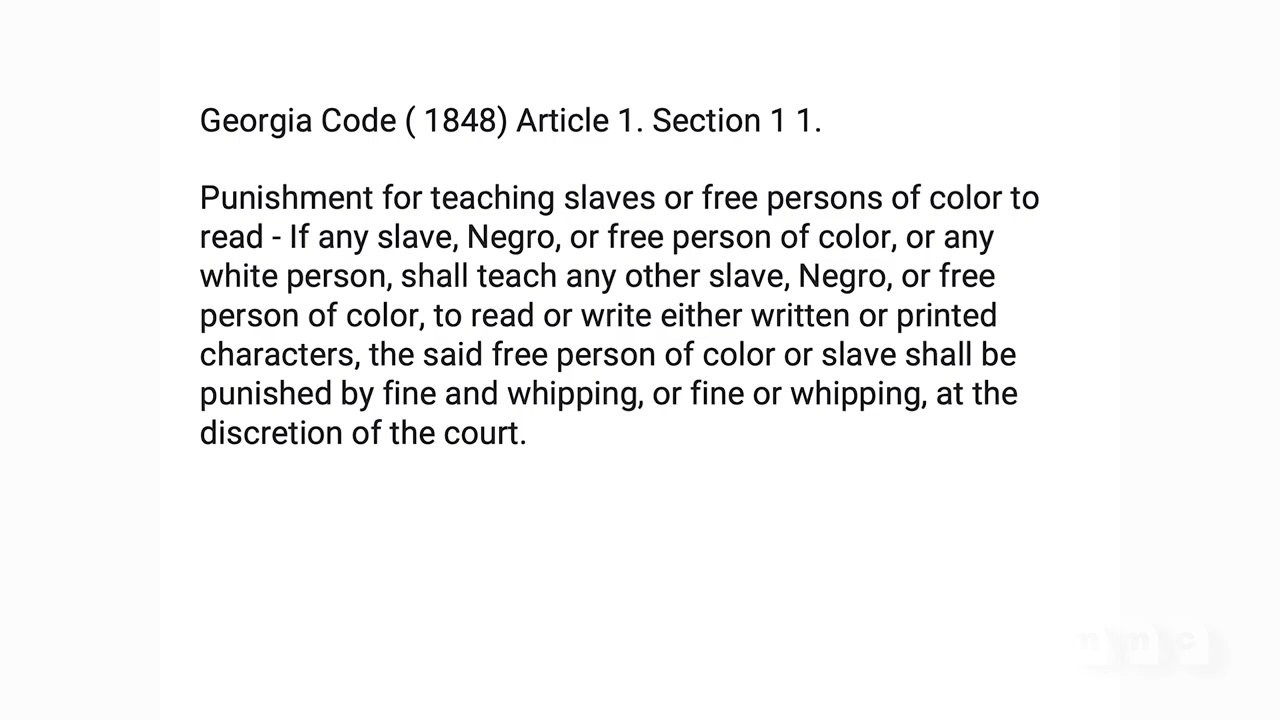 Georgia Code ( 1848) Article 1. Section 1 1.
Punishment for teaching slaves or free persons of color to
read - If any slave, Negro, or free person of color, or any
white person, shall teach any other slave, Negro, or free
person of color, to read or write either written or printed
characters, the said free person of color or slave shall be
punished by fine and whipping, or fine or whipping, at the
discretion of the court.